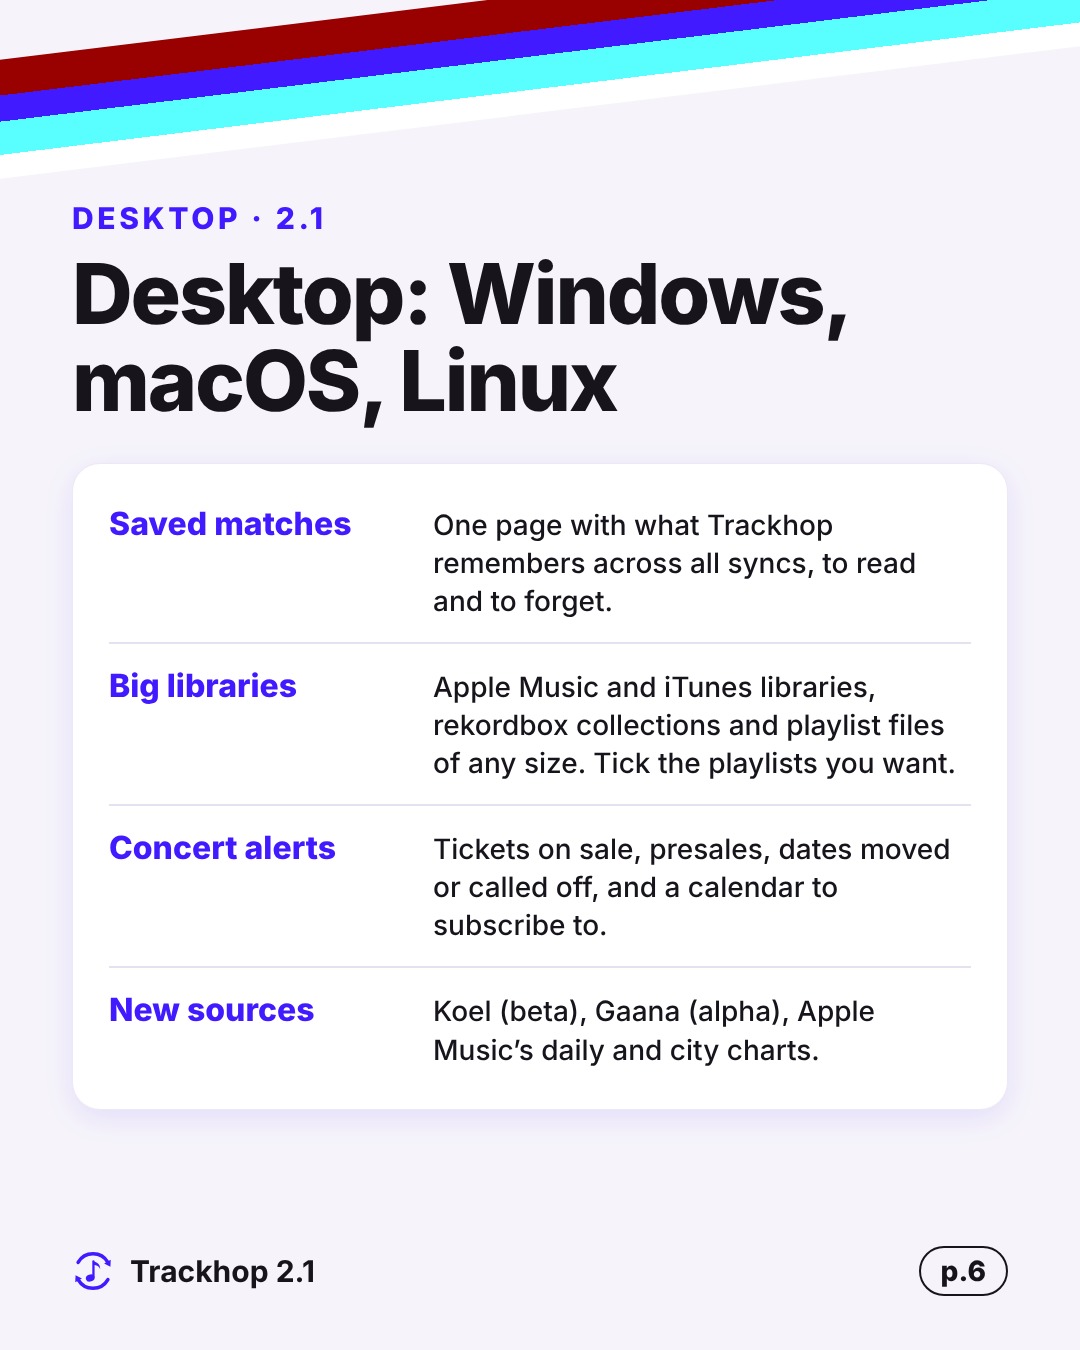 DESKTOP · 2.1
Desktop: Windows,
macOS, Linux
Saved matches
One page with what Trackhop
remembers across all syncs, to read
and to forget.
Big libraries
Apple Music and iTunes libraries,
rekordbox collections and playlist files
of any size. Tick the playlists you want.
Concert alerts
Tickets on sale, presales, dates moved
or called off, and a calendar to
subscribe to.
New sources
Koel (beta), Gaana (alpha), Apple
Music’s daily and city charts.
Trackhop 2.1
p.6